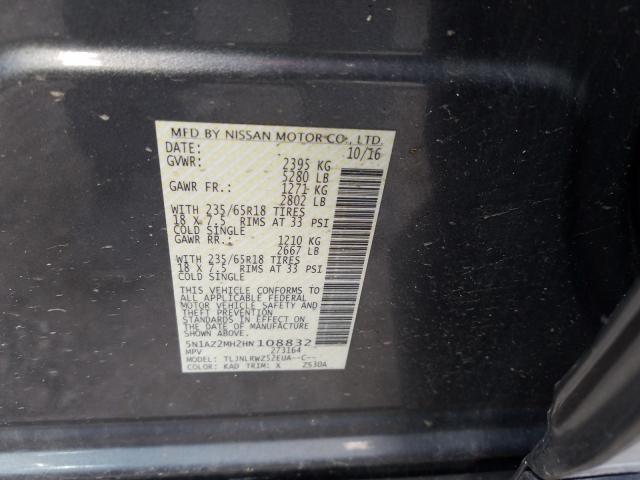 MFD BY NISSAN MOTOR CO., LTD.
DATE: 10/16
GVWR: 2395 KG
5280 LB
GAWR FR.: 1271 KG
2802 LB
WITH 235/65R18 TIRES
18 X 7.5 RIMS AT 33 PSI
COLD SINGLE
GAWR RR.: 1210 KG
2667 LB
WITH 235/65R18 TIRES
18 X 7.5 RIMS AT 33 PSI
COLD SINGLE
THIS VEHICLE CONFORMS TO
ALL APPLICABLE FEDERAL
MOTOR VEHICLE SAFETY
AND THEFT PREVENTION
STANDARDS IN EFFECT ON
THE DATE OF MANUFACTURE
SHOWN ABOVE.
5N1AZ2MH2HN108832
MPV 273164
MODEL: TLJNLRWZ52EUA--C--
COLOR: KAD TRIM: X Z530A